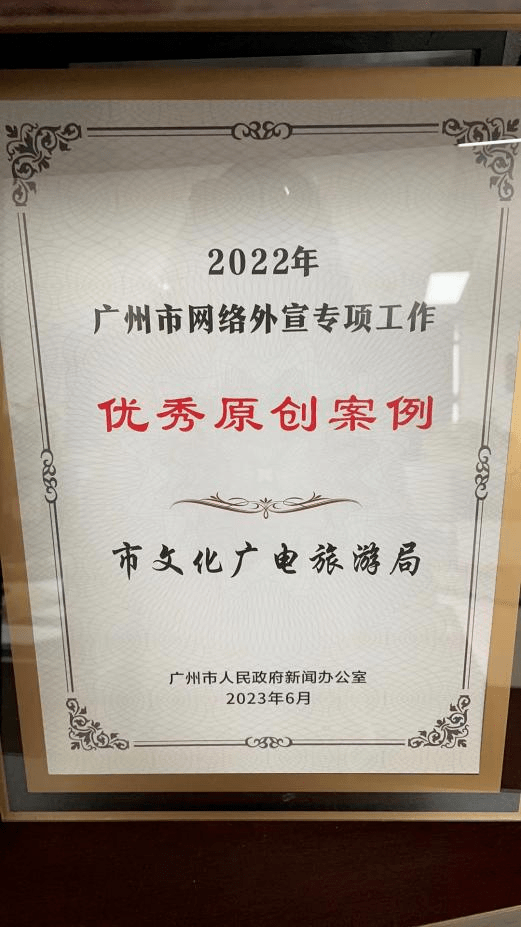 2022年
广州市网络外宣专项工作
优秀原创案例
市文化广电旅游局
广州市人民政府新闻办公室
2023年6月